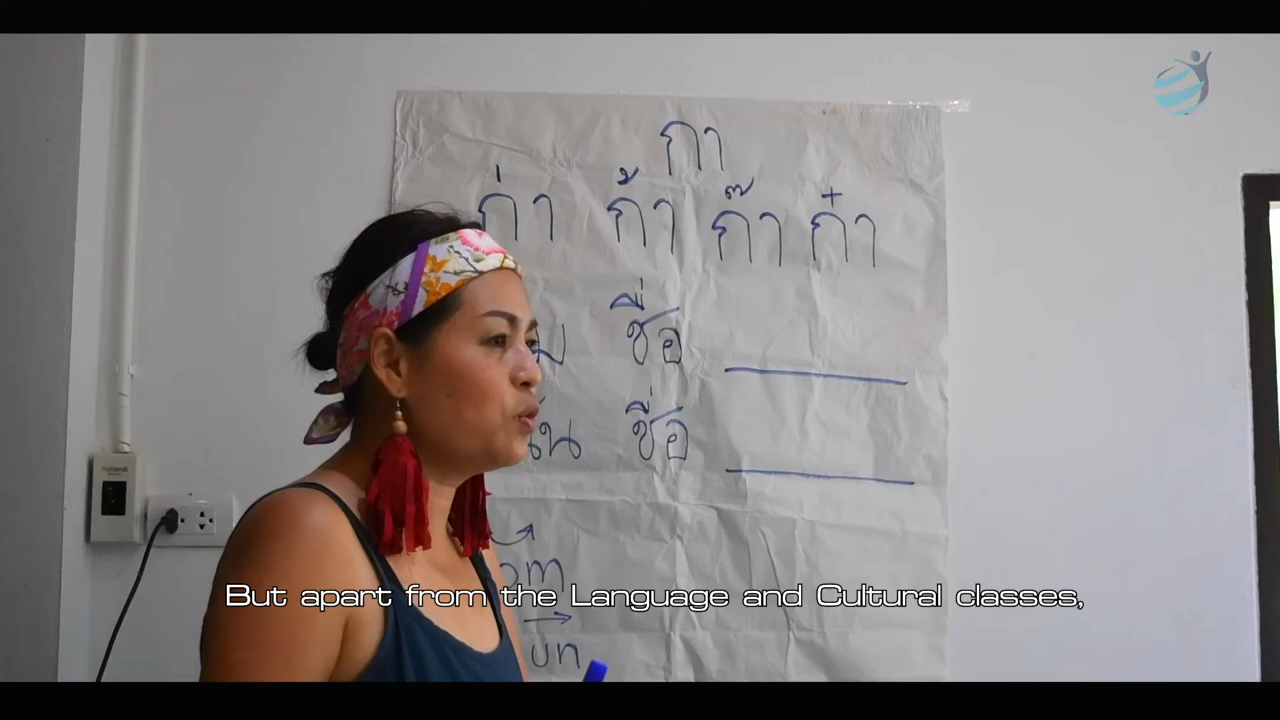 กา
ก่า ก้า ก๊า ก๋า
ชื่อ
ชื่อ
But apart from the Language and Cultural classes,